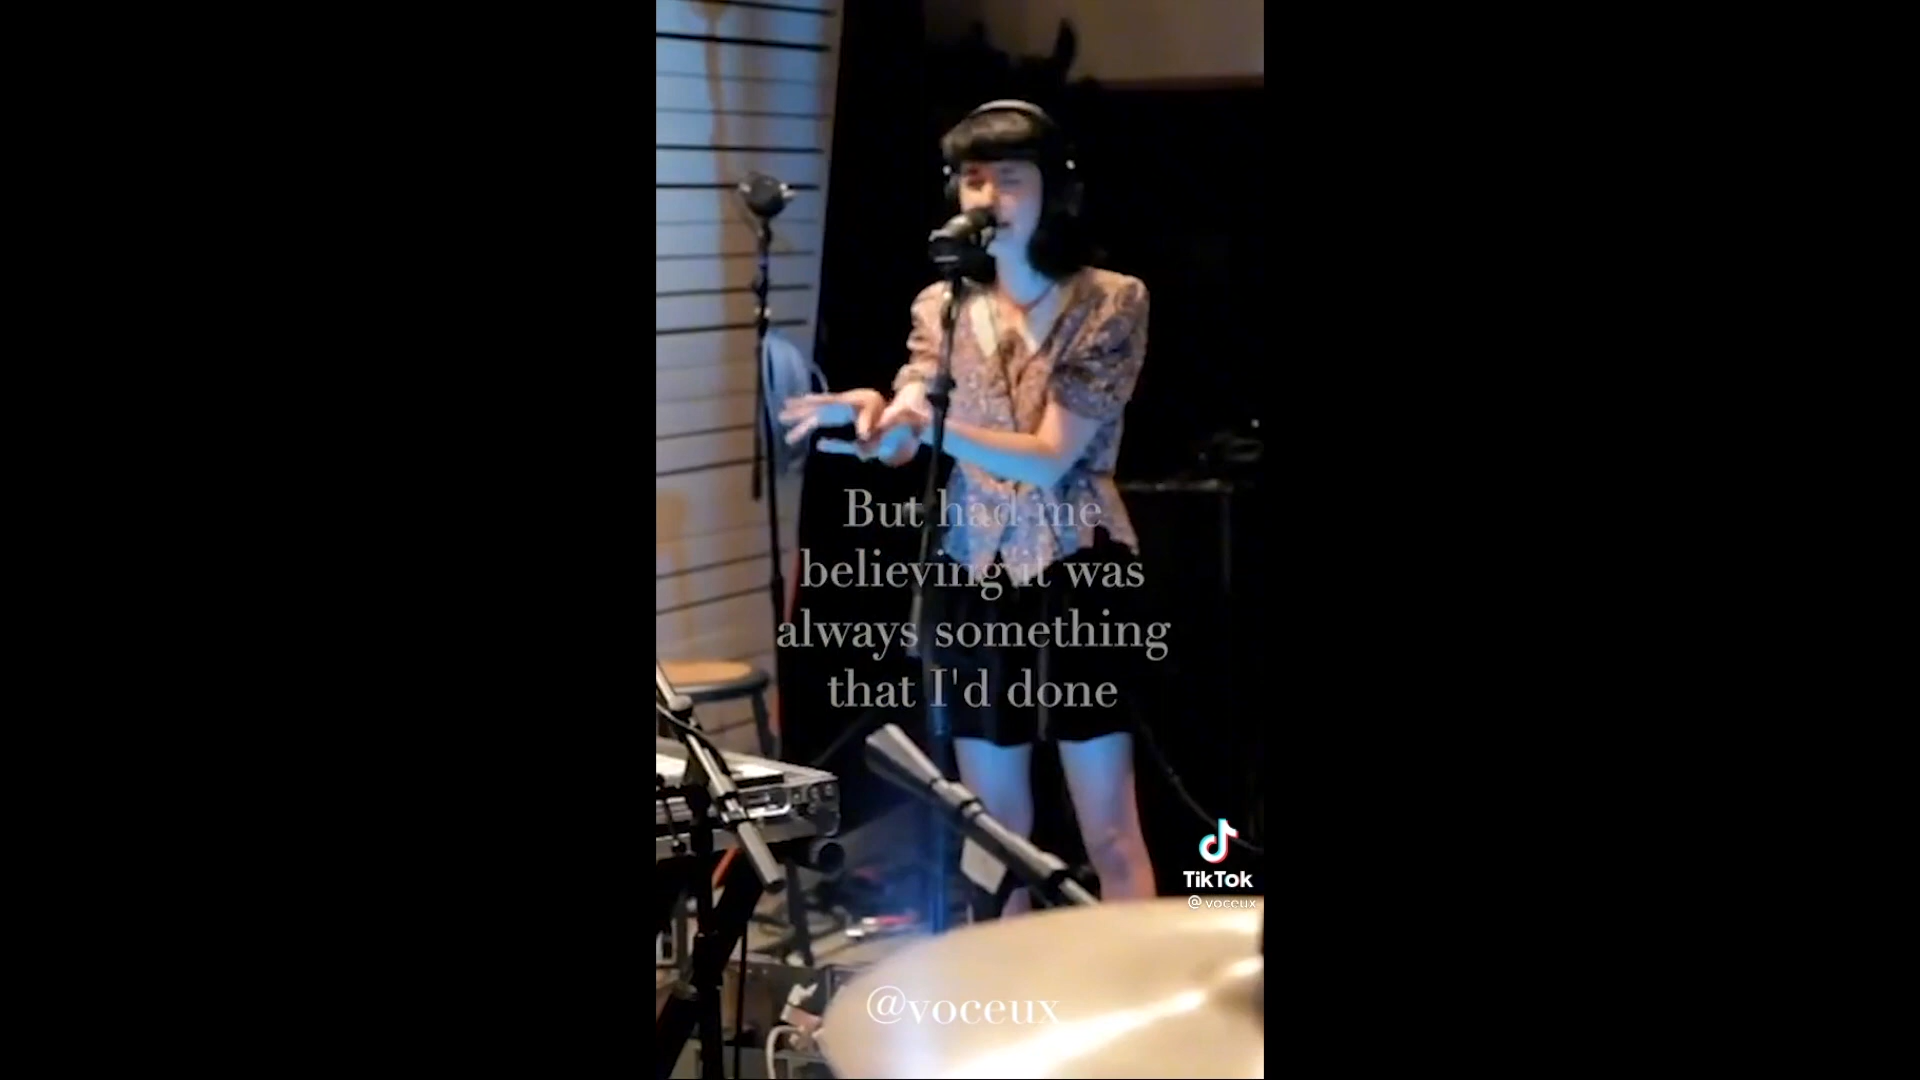 But had me
believing it was
always something
that I'd done
TikTok
@voceux
@voceux